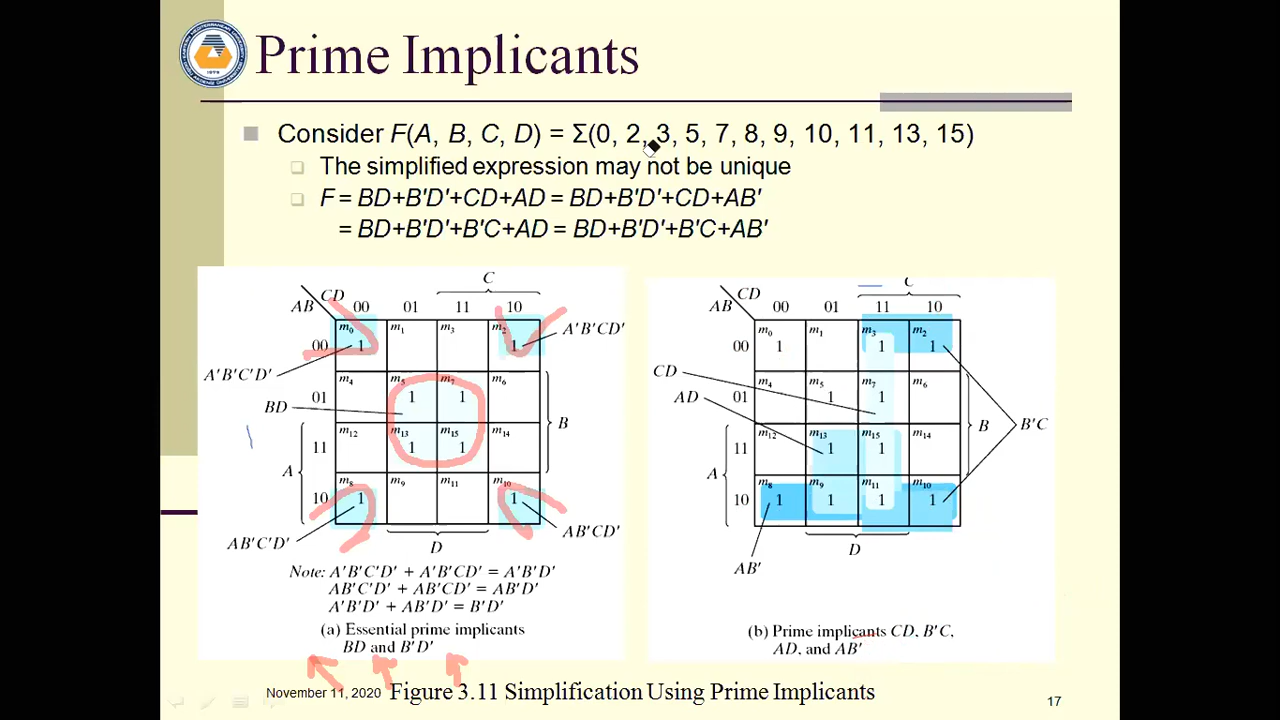 Prime Implicants
Consider F(A, B, C, D) = Σ(0, 2, 3, 5, 7, 8, 9, 10, 11, 13, 15)
The simplified expression may not be unique
F = BD+B′D′+CD+AD = BD+B′D′+CD+AB′
= BD+B′D′+B′C+AD = BD+B′D′+B′C+AB′
C
CD
AB 00 01 11 10
m0 m1 m3 m2
00 1 1 A′B′CD′
A′B′C′D′
m4 m5 m7 m6
01 1 1
BD
B
m12 m13 m15 m14
11 1 1
A
m8 m9 m11 m10
10 1 1
AB′C′D′ AB′CD′
D
Note: A′B′C′D′ + A′B′CD′ = A′B′D′
AB′C′D′ + AB′CD′ = AB′D′
A′B′D′ + AB′D′ = B′D′
(a) Essential prime implicants
BD and B′D′
C
CD
AB 00 01 11 10
m0 m1 m3 m2
00 1 1 1
CD
m4 m5 m7 m6
AD 01 1 1
B B′C
m12 m13 m15 m14
11 1 1
A
m8 m9 m11 m10
10 1 1 1 1
D
AB′
(b) Prime implicants CD, B′C,
AD, and AB′
November 11, 2020
Figure 3.11 Simplification Using Prime Implicants
17